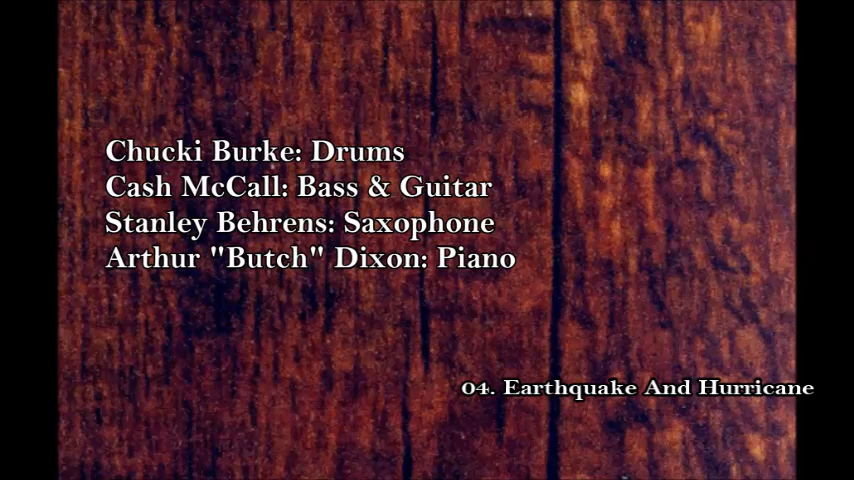 Chucki Burke: Drums
Cash McCall: Bass & Guitar
Stanley Behrens: Saxophone
Arthur "Butch" Dixon: Piano
04. Earthquake And Hurricane